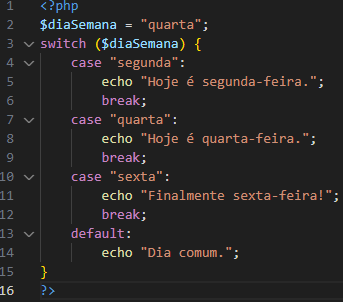 1 <?php
2 $diaSemana = "quarta";
3 switch ($diaSemana) {
4 case "segunda":
5 echo "Hoje é segunda-feira.";
6 break;
7 case "quarta":
8 echo "Hoje é quarta-feira.";
9 break;
10 case "sexta":
11 echo "Finalmente sexta-feira!";
12 break;
13 default:
14 echo "Dia comum.";
15 }
16 ?>